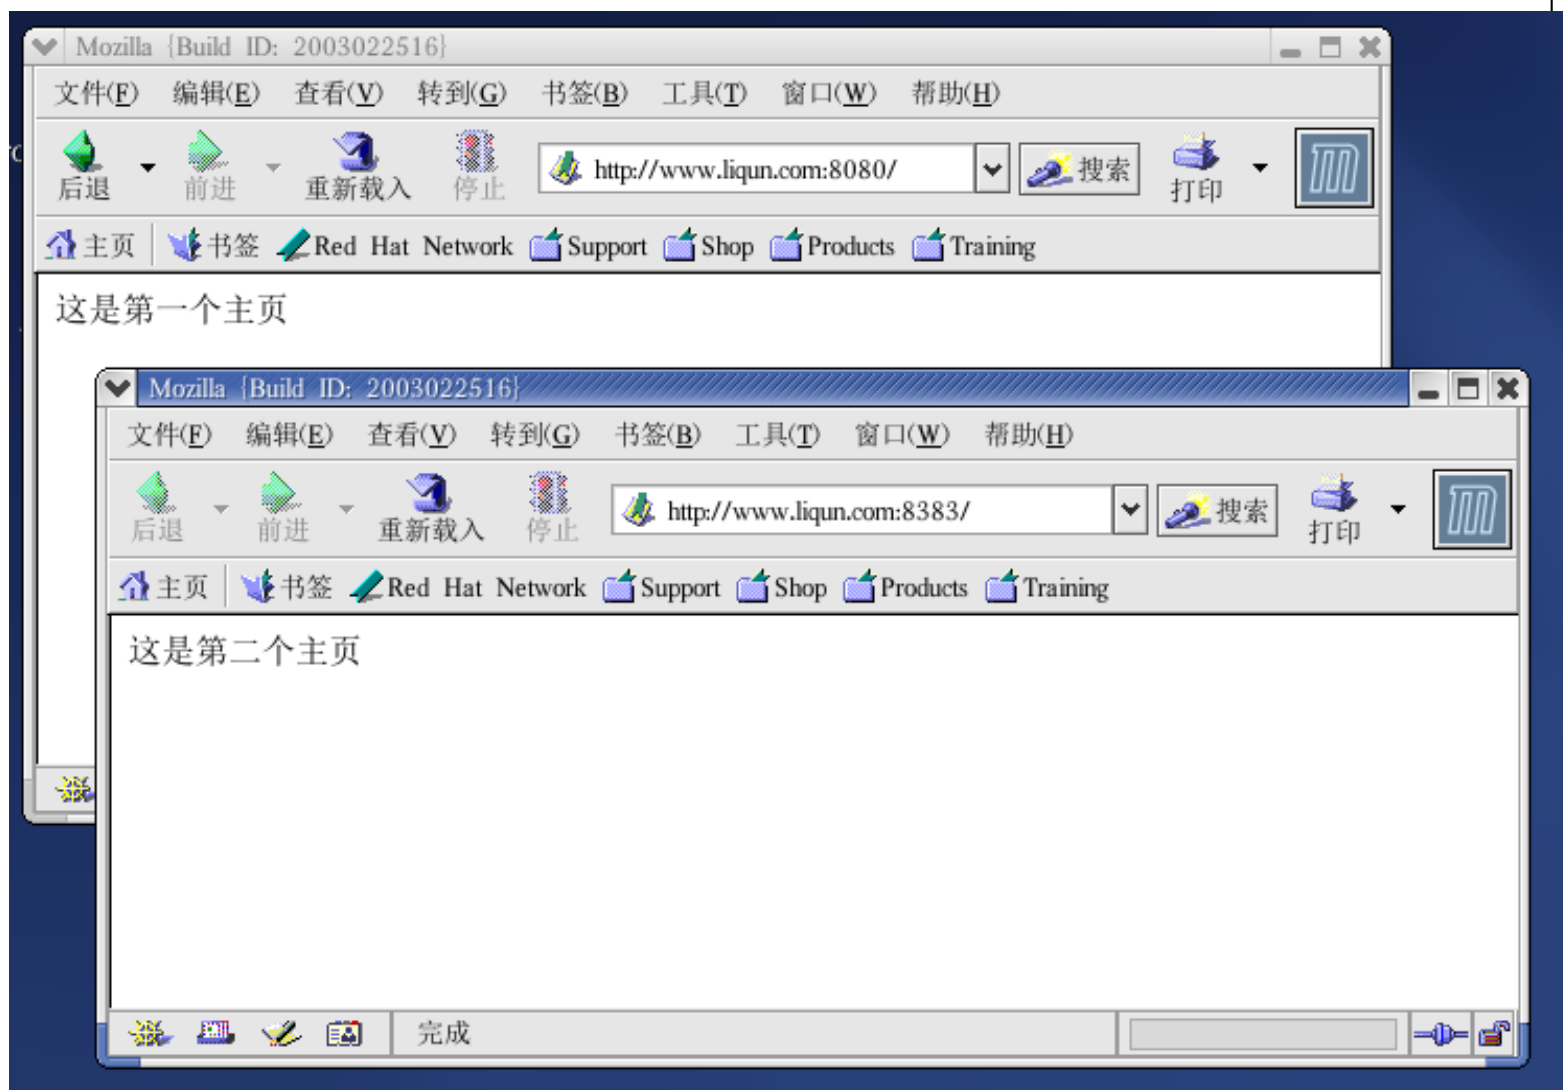 Mozilla {Build ID: 2003022516}
文件(F) 编辑(E) 查看(V) 转到(G) 书签(B) 工具(T) 窗口(W) 帮助(H)
http://www.liqun.com:8080/ 搜索
后退 前进 重新载入 停止 打印
主页 书签 Red Hat Network Support Shop Products Training
这是第一个主页
Mozilla {Build ID: 2003022516}
文件(F) 编辑(E) 查看(V) 转到(G) 书签(B) 工具(T) 窗口(W) 帮助(H)
http://www.liqun.com:8383/ 搜索
后退 前进 重新载入 停止 打印
主页 书签 Red Hat Network Support Shop Products Training
这是第二个主页
完成